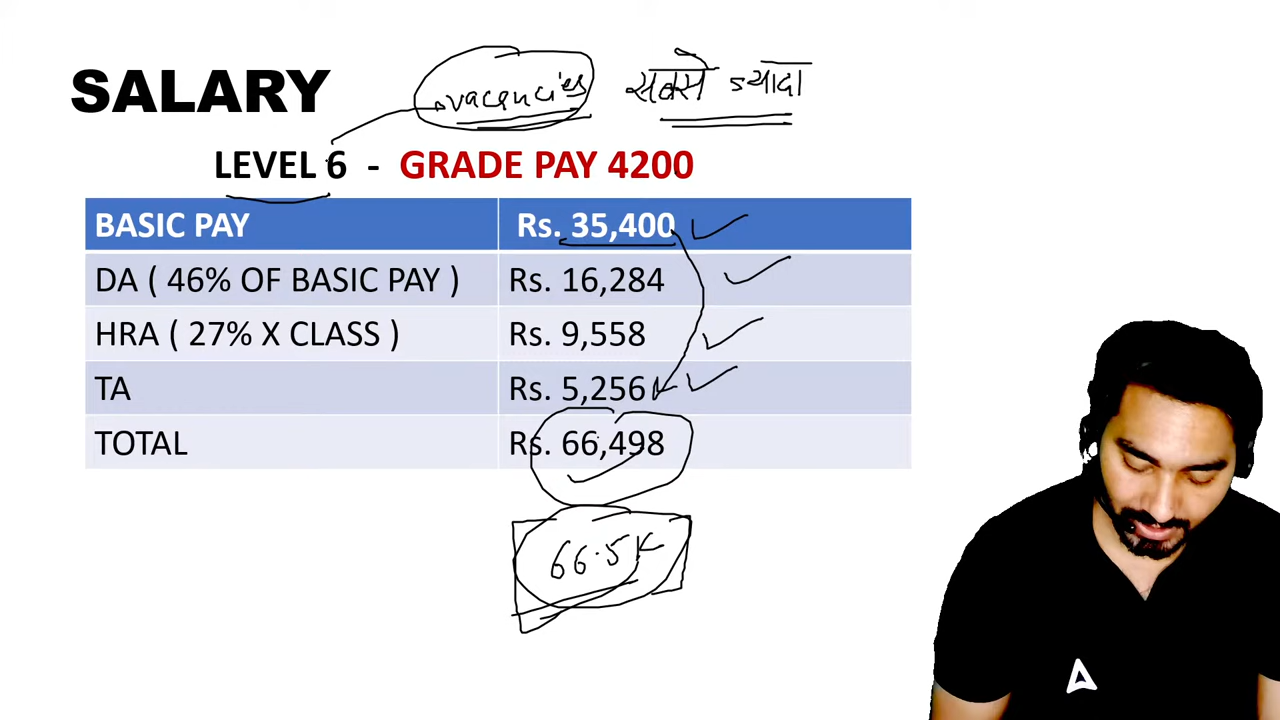 SALARY vacancies सबसे ज्यादा
LEVEL 6 - GRADE PAY 4200
BASIC PAY Rs. 35,400
DA ( 46% OF BASIC PAY ) Rs. 16,284
HRA ( 27% X CLASS ) Rs. 9,558
TA Rs. 5,256
TOTAL Rs. 66,498
66.5K